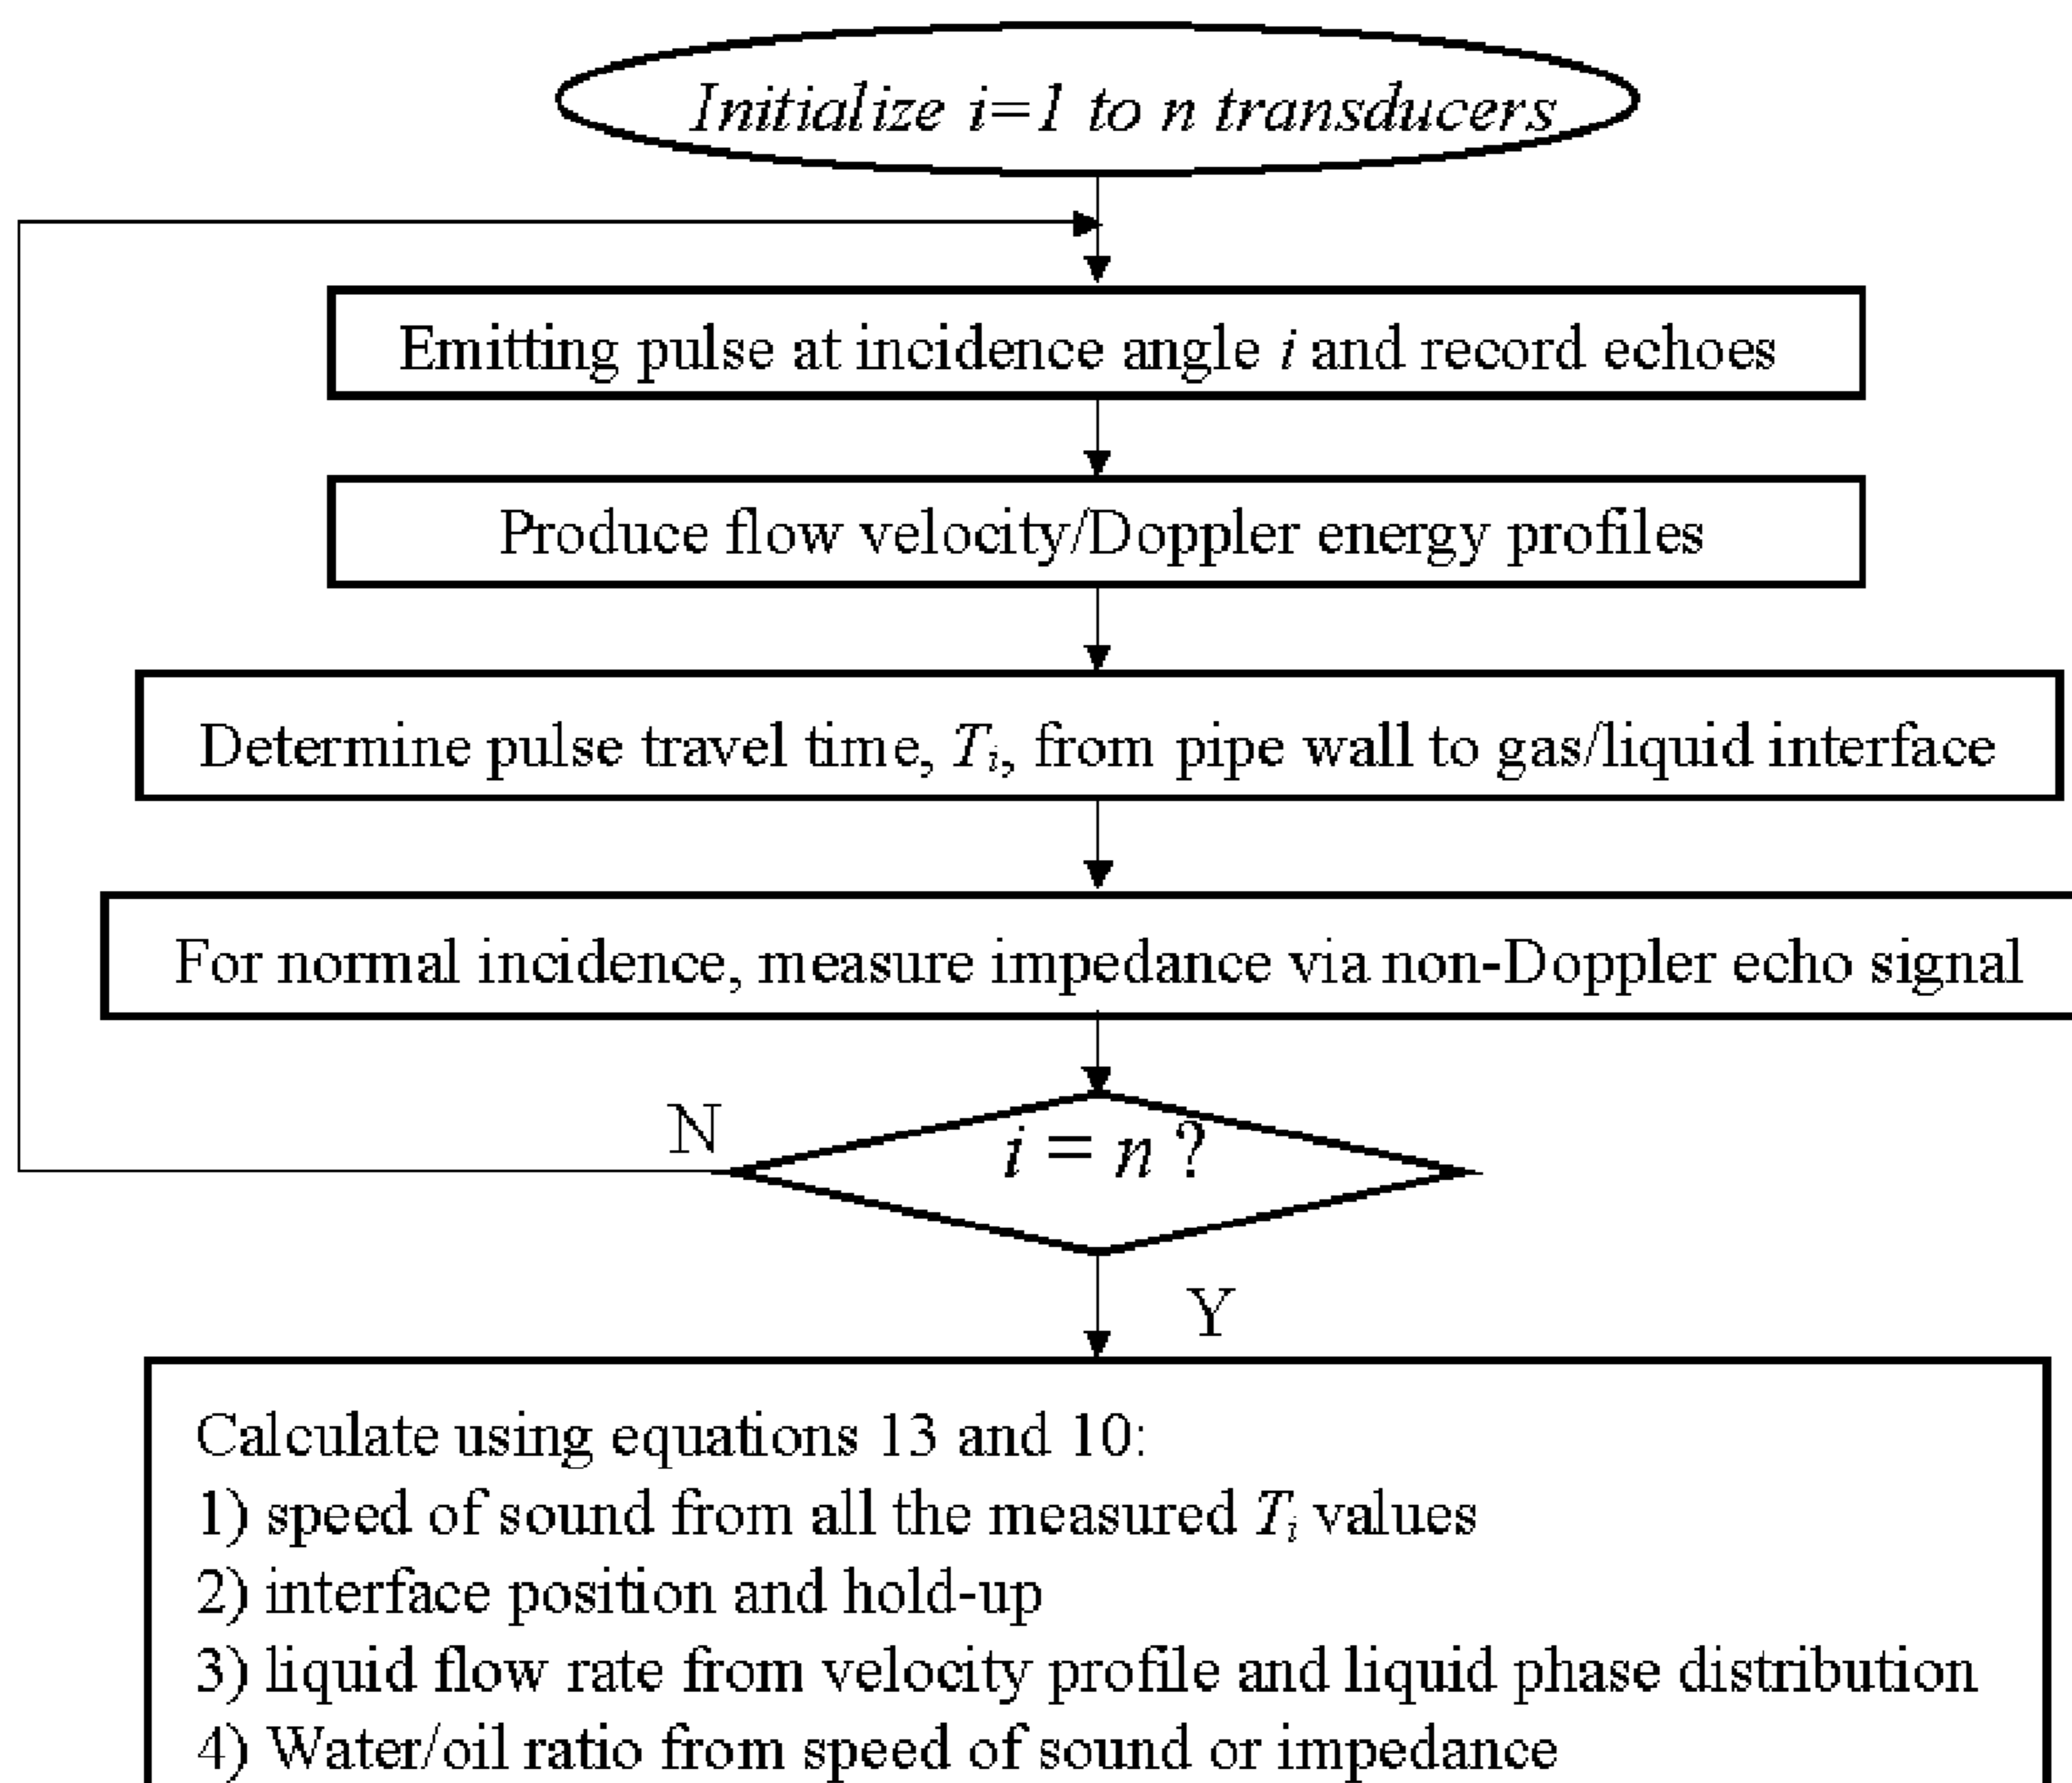 Initialize i=1 to n transducers
Emitting pulse at incidence angle i and record echoes
Produce flow velocity/Doppler energy profiles
Determine pulse travel time, Ti, from pipe wall to gas/liquid interface
For normal incidence, measure impedance via non-Doppler echo signal
N
i = n ?
Y
Calculate using equations 13 and 10:
1) speed of sound from all the measured Ti values
2) interface position and hold-up
3) liquid flow rate from velocity profile and liquid phase distribution
4) Water/oil ratio from speed of sound or impedance